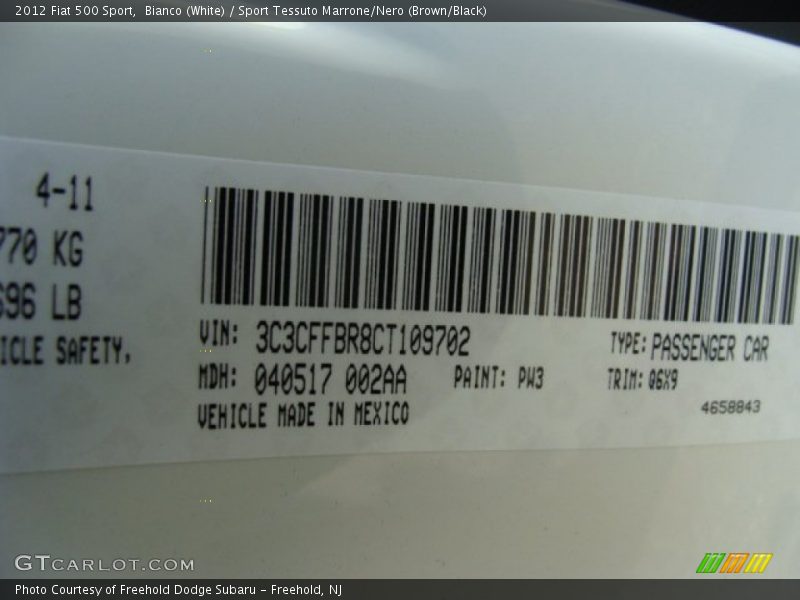 2012 Fiat 500 Sport,  Bianco (White) / Sport Tessuto Marrone/Nero (Brown/Black)
4-11
770 KG
696 LB
ICLE SAFETY,
VIN: 3C3CFFBR8CT109702
TYPE: PASSENGER CAR
MDH: 040517 002AA
PAINT: PW3
TRIM: Q6X9
VEHICLE MADE IN MEXICO
4658843
GTCARLOT.COM
Photo Courtesy of Freehold Dodge Subaru – Freehold, NJ